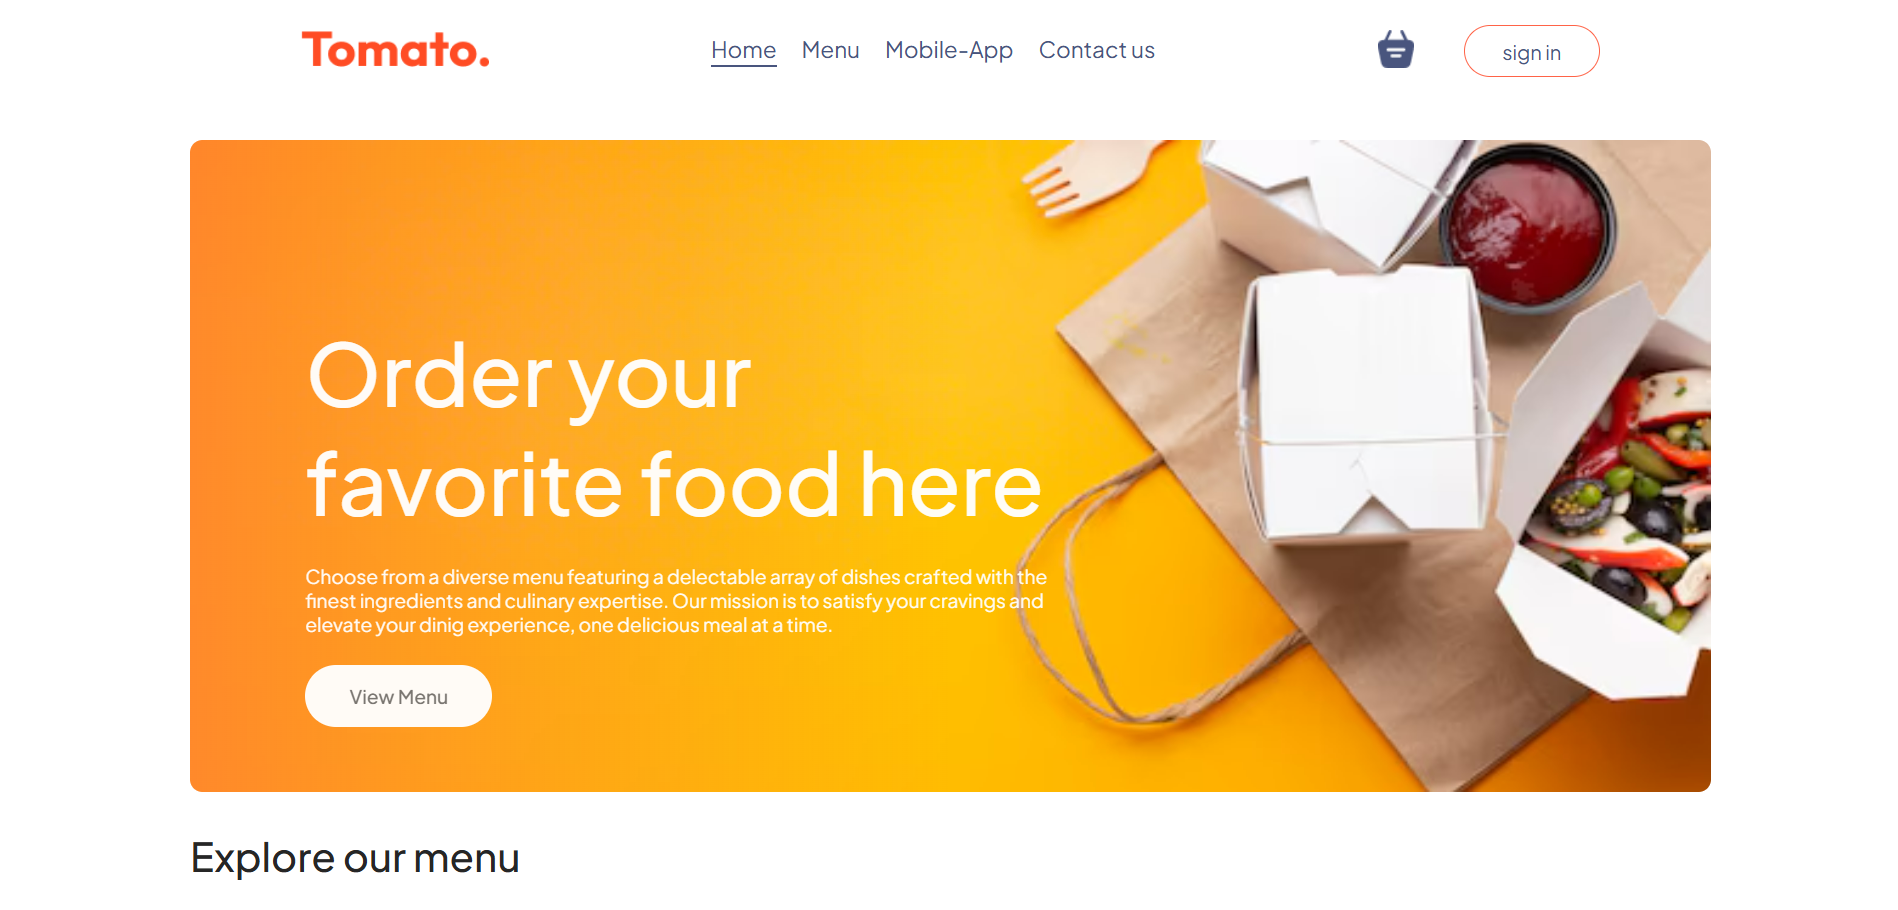 Tomato.
Home Menu Mobile-App Contact us
sign in
Order your
favorite food here
Choose from a diverse menu featuring a delectable array of dishes crafted with the
finest ingredients and culinary expertise. Our mission is to satisfy your cravings and
elevate your dinig experience, one delicious meal at a time.
View Menu
Explore our menu